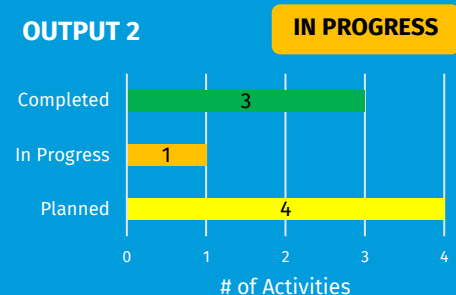 OUTPUT 2
IN PROGRESS
Completed
3
In Progress
1
Planned
4
0 1 2 3 4
# of Activities